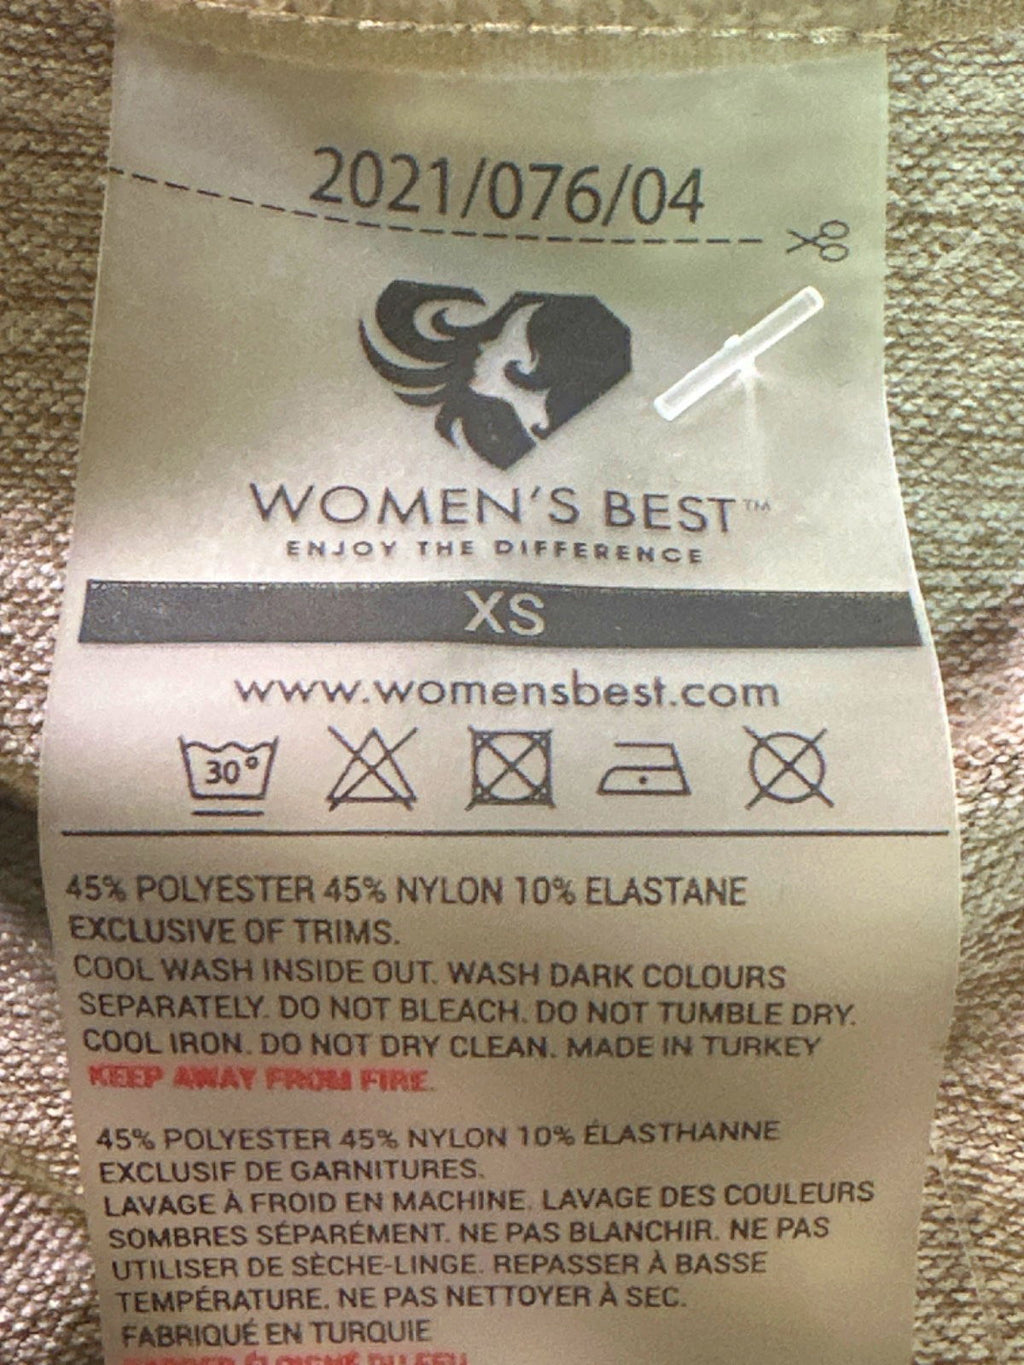 2021/076/04
WOMEN'S BEST™
ENJOY THE DIFFERENCE
XS
www.womensbest.com
30°
45% POLYESTER 45% NYLON 10% ELASTANE
EXCLUSIVE OF TRIMS.
COOL WASH INSIDE OUT. WASH DARK COLOURS
SEPARATELY. DO NOT BLEACH. DO NOT TUMBLE DRY.
COOL IRON. DO NOT DRY CLEAN. MADE IN TURKEY
KEEP AWAY FROM FIRE.
45% POLYESTER 45% NYLON 10% ÉLASTHANNE
EXCLUSIF DE GARNITURES.
LAVAGE À FROID EN MACHINE. LAVAGE DES COULEURS
SOMBRES SÉPARÉMENT. NE PAS BLANCHIR. NE PAS
UTILISER DE SÈCHE-LINGE. REPASSER À BASSE
TEMPÉRATURE. NE PAS NETTOYER À SEC.
FABRIQUÉ EN TURQUIE
ÉLOIGNÉ DU FEU